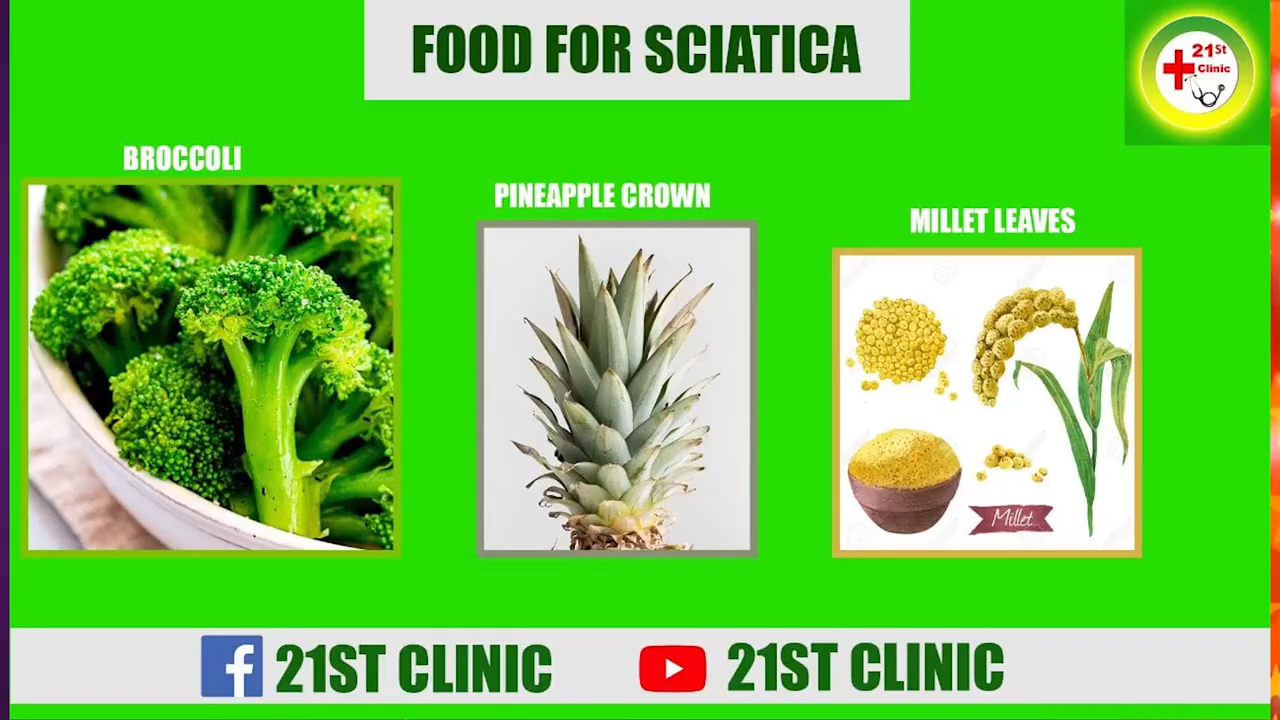 FOOD FOR SCIATICA
21St
Clinic
BROCCOLI
PINEAPPLE CROWN
MILLET LEAVES
Millet
21ST CLINIC
21ST CLINIC